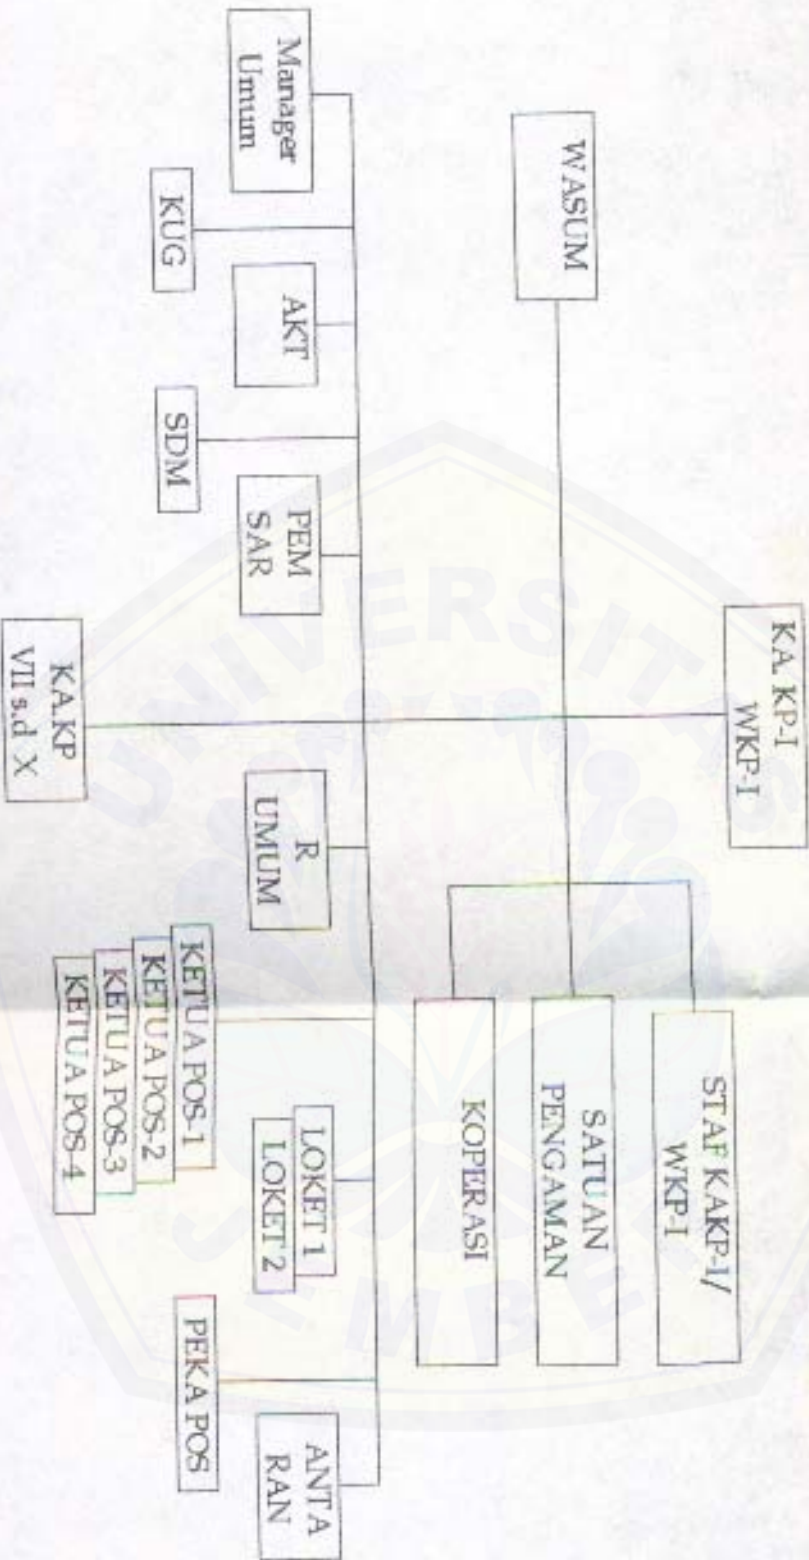 KA. KP-I
WKP-I
WASUM
STAF KAKP-I/
WKP-I
SATUAN
PENGAMAN
KOPERASI
Manager
Umum
KUG
AKT
SDM
PEM
SAR
R
UMUM
KETUA POS-1
KETUA POS-2
KETUA POS-3
KETUA POS-4
LOKET 1
LOKET 2
PEKA POS
ANTA
RAN
KA.KP
VII s.d X
UNIVERSITAS
JEMBER